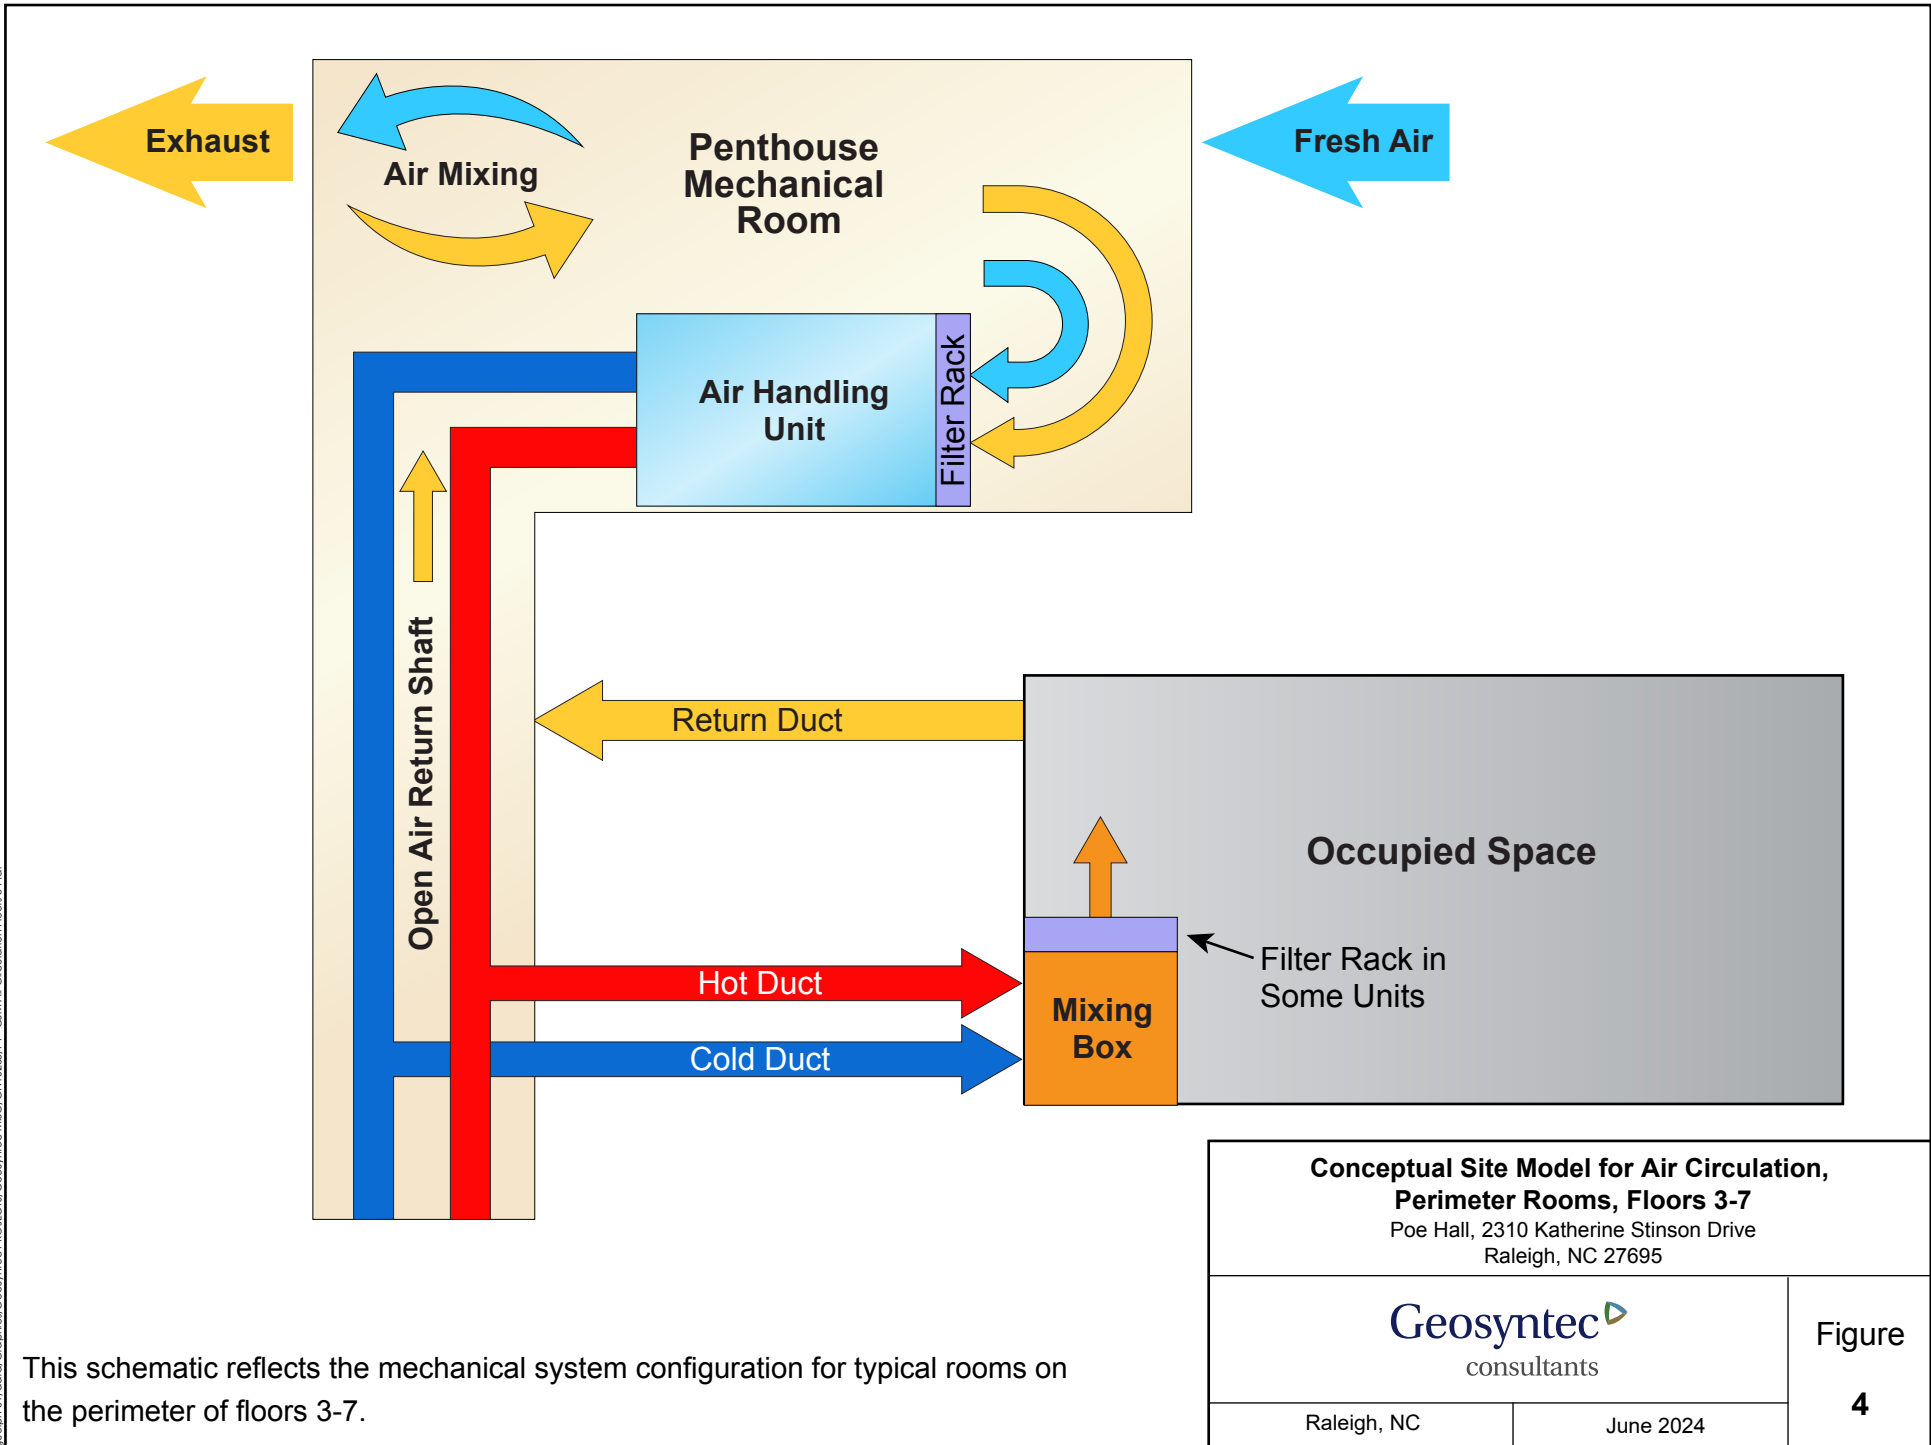 Exhaust
Fresh Air
Air Mixing
Penthouse
Mechanical
Room
Air Handling
Unit
Filter Rack
Open Air Return Shaft
Return Duct
Occupied Space
Hot Duct
Cold Duct
Mixing
Box
Filter Rack in
Some Units
Conceptual Site Model for Air Circulation,
Perimeter Rooms, Floors 3-7
Poe Hall, 2310 Katherine Stinson Drive
Raleigh, NC 27695
Geosyntec
consultants
Figure
4
Raleigh, NC
June 2024
This schematic reflects the mechanical system configuration for typical rooms on
the perimeter of floors 3-7.